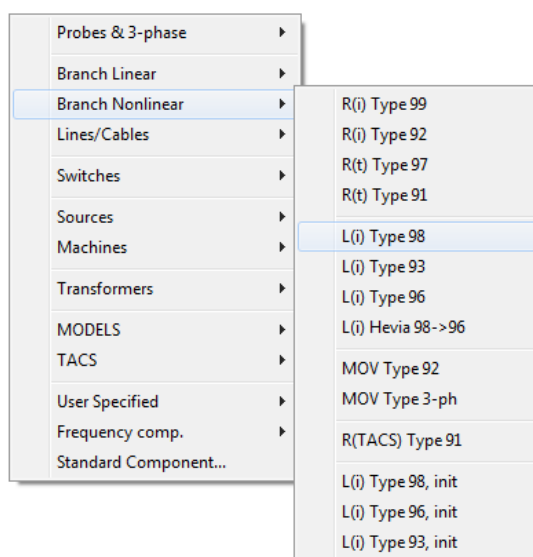 Probes & 3-phase
Branch Linear
Branch Nonlinear
Lines/Cables
Switches
Sources
Machines
Transformers
MODELS
TACS
User Specified
Frequency comp.
Standard Component...
R(i) Type 99
R(i) Type 92
R(t) Type 97
R(t) Type 91
L(i) Type 98
L(i) Type 93
L(i) Type 96
L(i) Hevia 98->96
MOV Type 92
MOV Type 3-ph
R(TACS) Type 91
L(i) Type 98, init
L(i) Type 96, init
L(i) Type 93, init